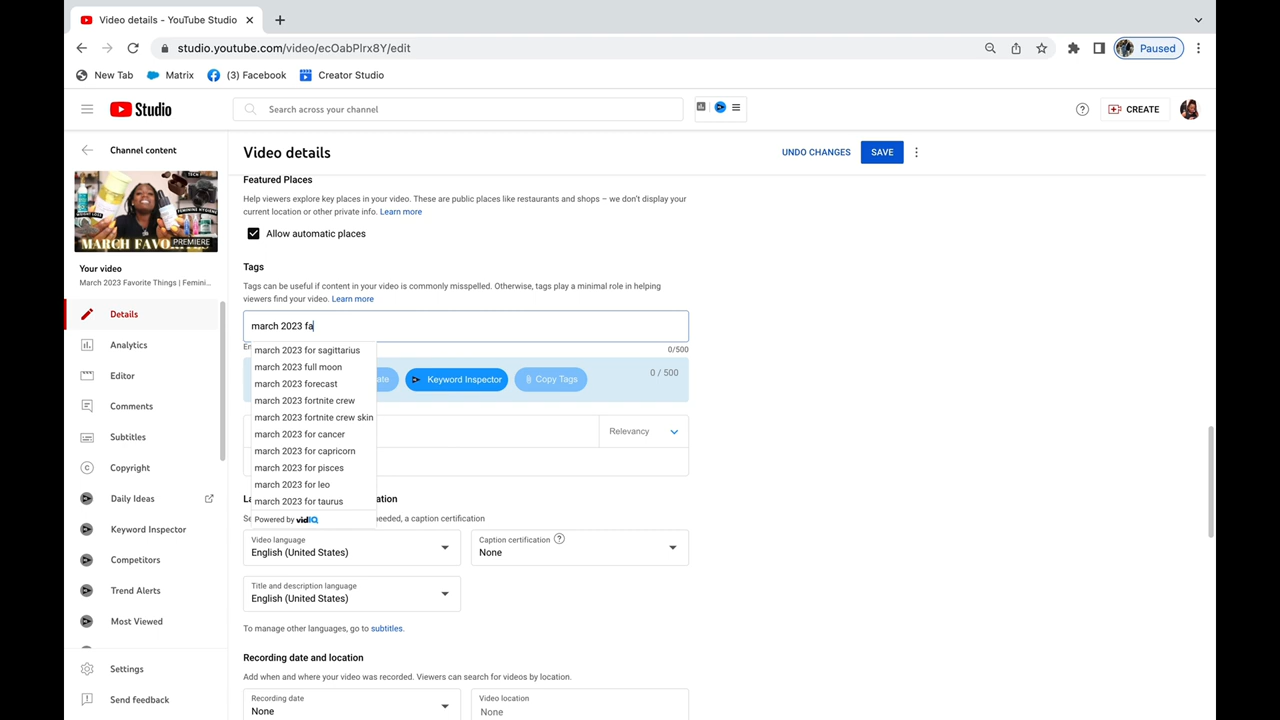 Video details - YouTube Studio
studio.youtube.com/video/ecOabPlrx8Y/edit
Paused
New Tab
Matrix
(3) Facebook
Creator Studio
Studio
Search across your channel
CREATE
Channel content
Video details
UNDO CHANGES
SAVE
MARCH FAVORITES
PREMIERE
Your video
March 2023 Favorite Things | Femini...
Details
Analytics
Editor
Comments
Subtitles
Copyright
Daily Ideas
Keyword Inspector
Competitors
Trend Alerts
Most Viewed
Settings
Send feedback
Featured Places
Help viewers explore key places in your video. These are public places like restaurants and shops – we don't display your
current location or other private info. Learn more
Allow automatic places
Tags
Tags can be useful if content in your video is commonly misspelled. Otherwise, tags play a minimal role in helping
viewers find your video. Learn more
march 2023 fa
0/500
march 2023 for sagittarius
march 2023 full moon
march 2023 forecast
march 2023 fortnite crew
march 2023 fortnite crew skin
march 2023 for cancer
march 2023 for capricorn
march 2023 for pisces
march 2023 for leo
march 2023 for taurus
Powered by vidIQ
Keyword Inspector
Copy Tags
0 / 500
Relevancy
needed, a caption certification
Video language
English (United States)
Caption certification
None
Title and description language
English (United States)
To manage other languages, go to subtitles.
Recording date and location
Add when and where your video was recorded. Viewers can search for videos by location.
Recording date
None
Video location
None